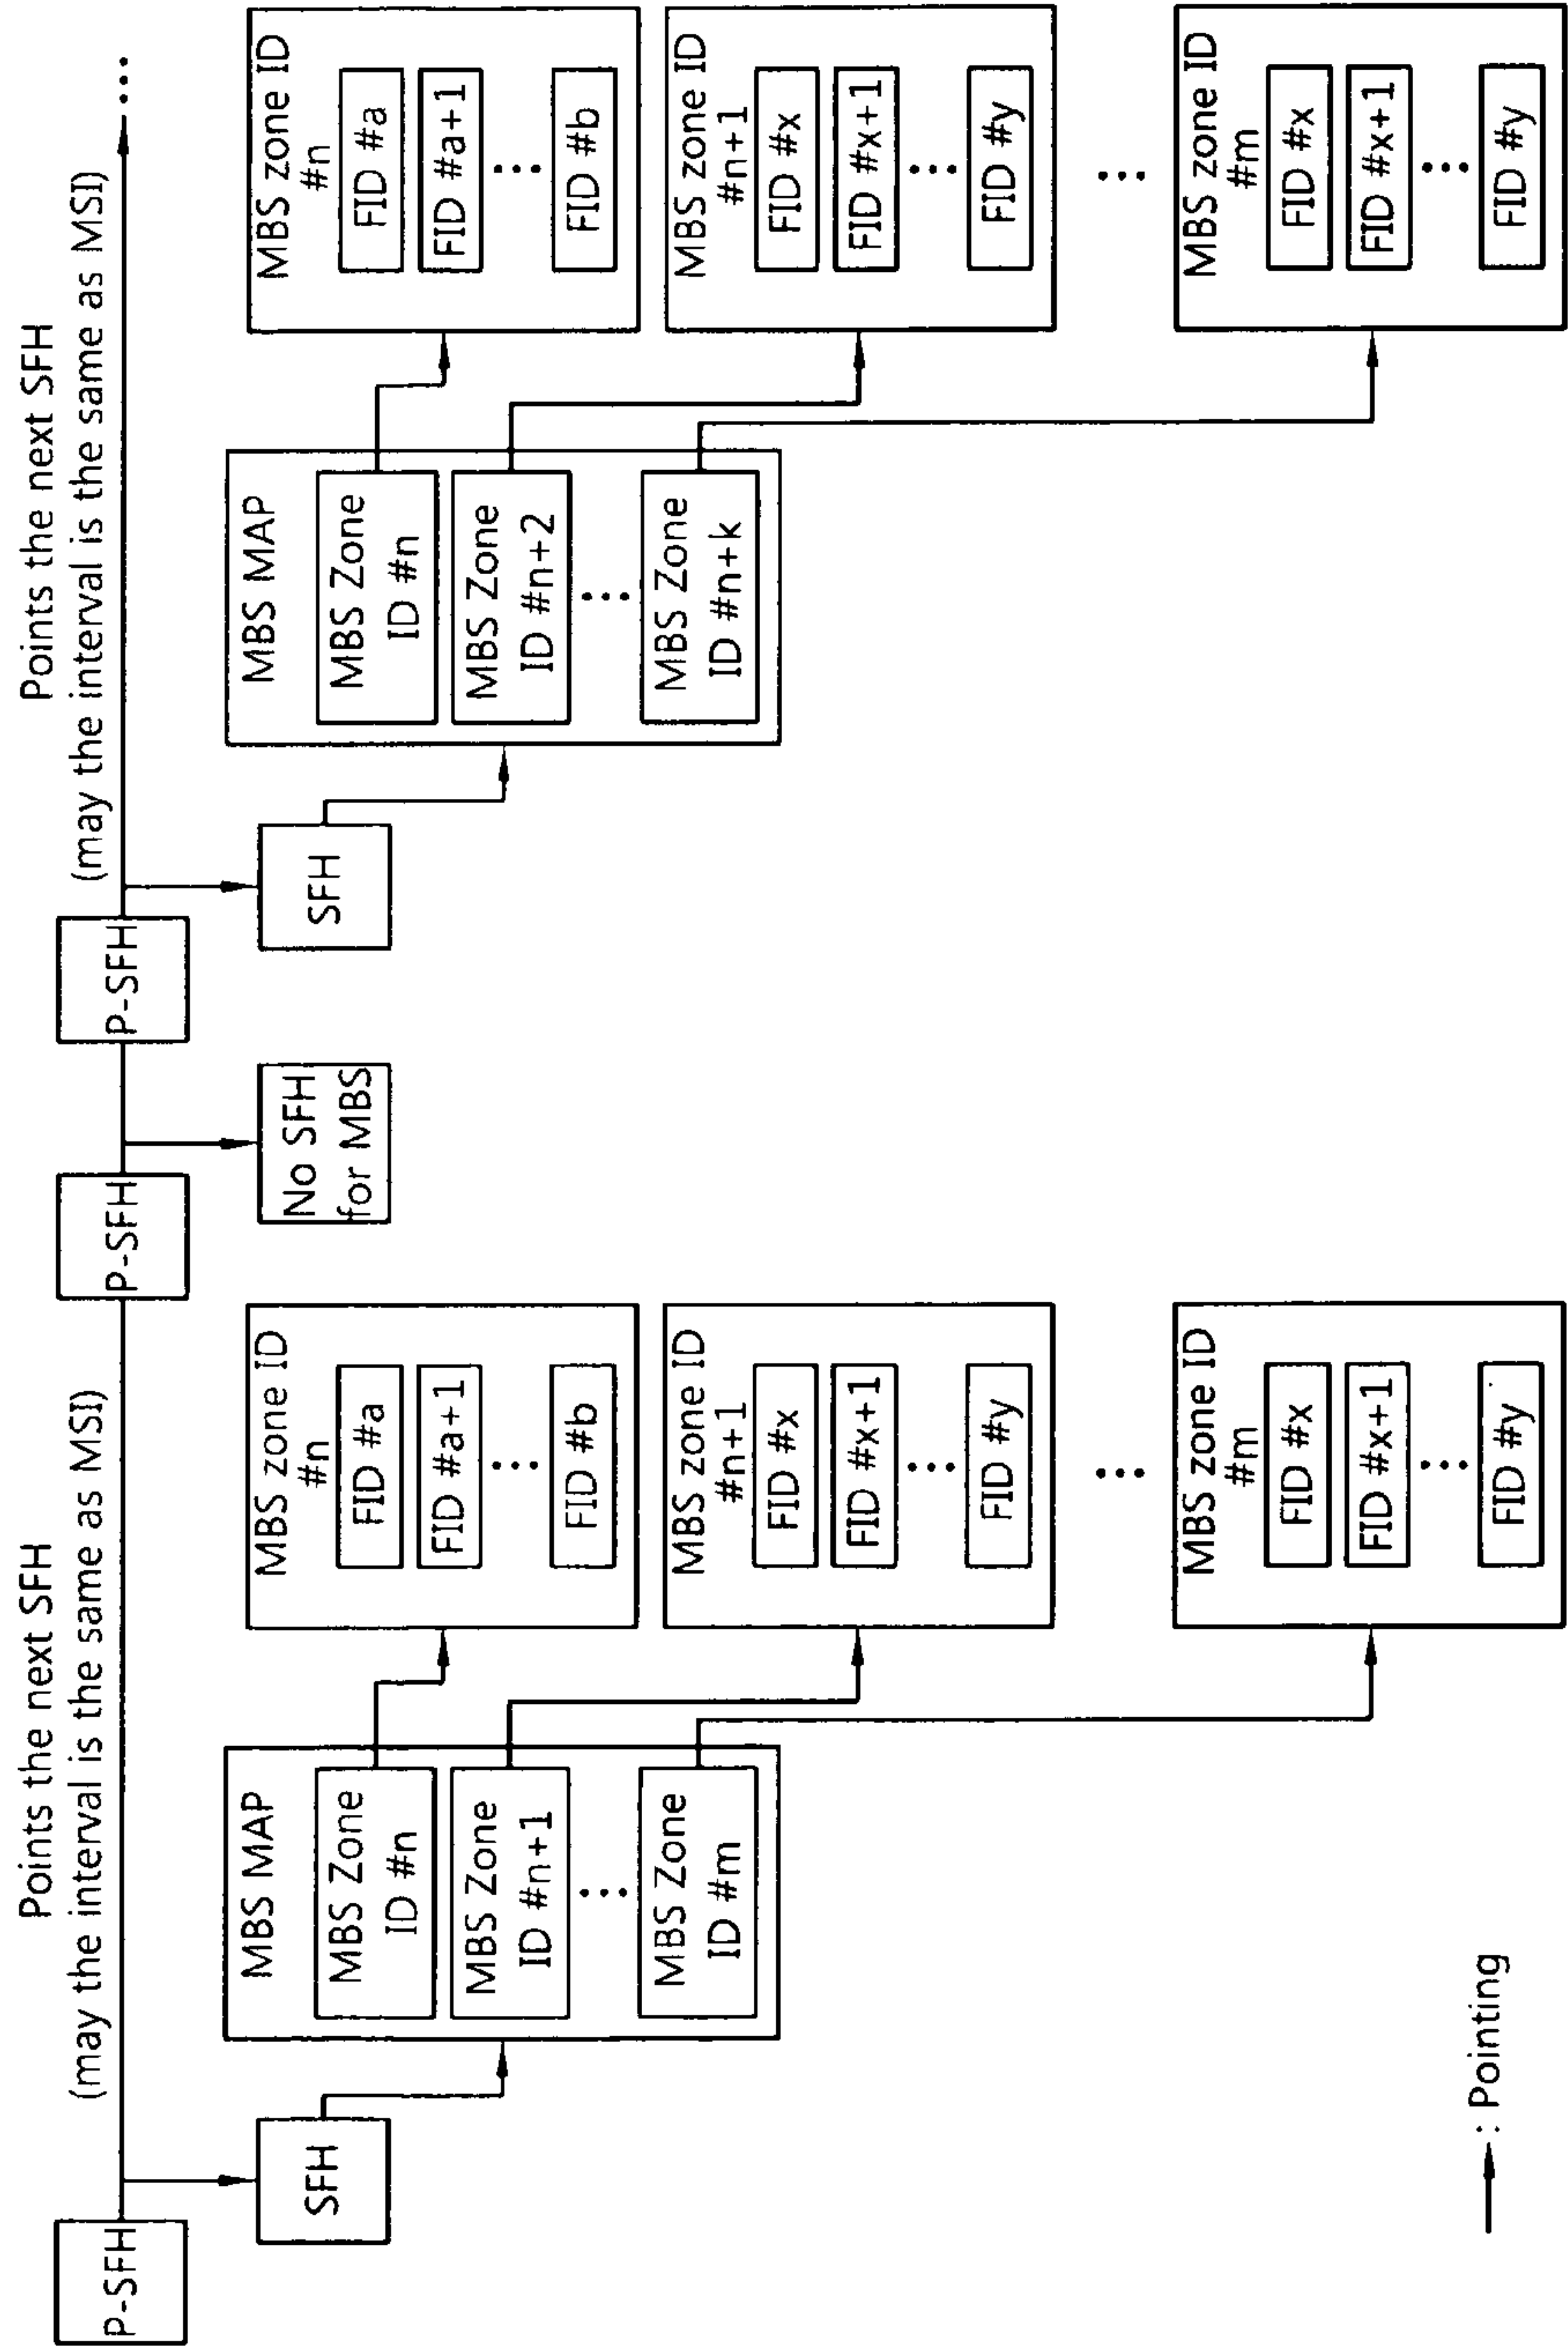 Points the next SFH
(may the interval is the same as MSI)
Points the next SFH
(may the interval is the same as MSI)
P-SFH
P-SFH
P-SFH
SFH
No SFH
for MBS
SFH
MBS MAP
MBS Zone
ID #n
MBS Zone
ID #n+1
⋮
MBS Zone
ID #m
MBS zone ID
#n
FID #a
FID #a+1
⋮
FID #b
MBS zone ID
#n+1
FID #x
FID #x+1
⋮
FID #y
⋮
MBS zone ID
#m
FID #x
FID #x+1
⋮
FID #y
MBS MAP
MBS Zone
ID #n
MBS Zone
ID #n+2
⋮
MBS Zone
ID #n+k
MBS zone ID
#n
FID #a
FID #a+1
⋮
FID #b
MBS zone ID
#n+1
FID #x
FID #x+1
⋮
FID #y
⋮
MBS zone ID
#m
FID #x
FID #x+1
⋮
FID #y
...
: Pointing